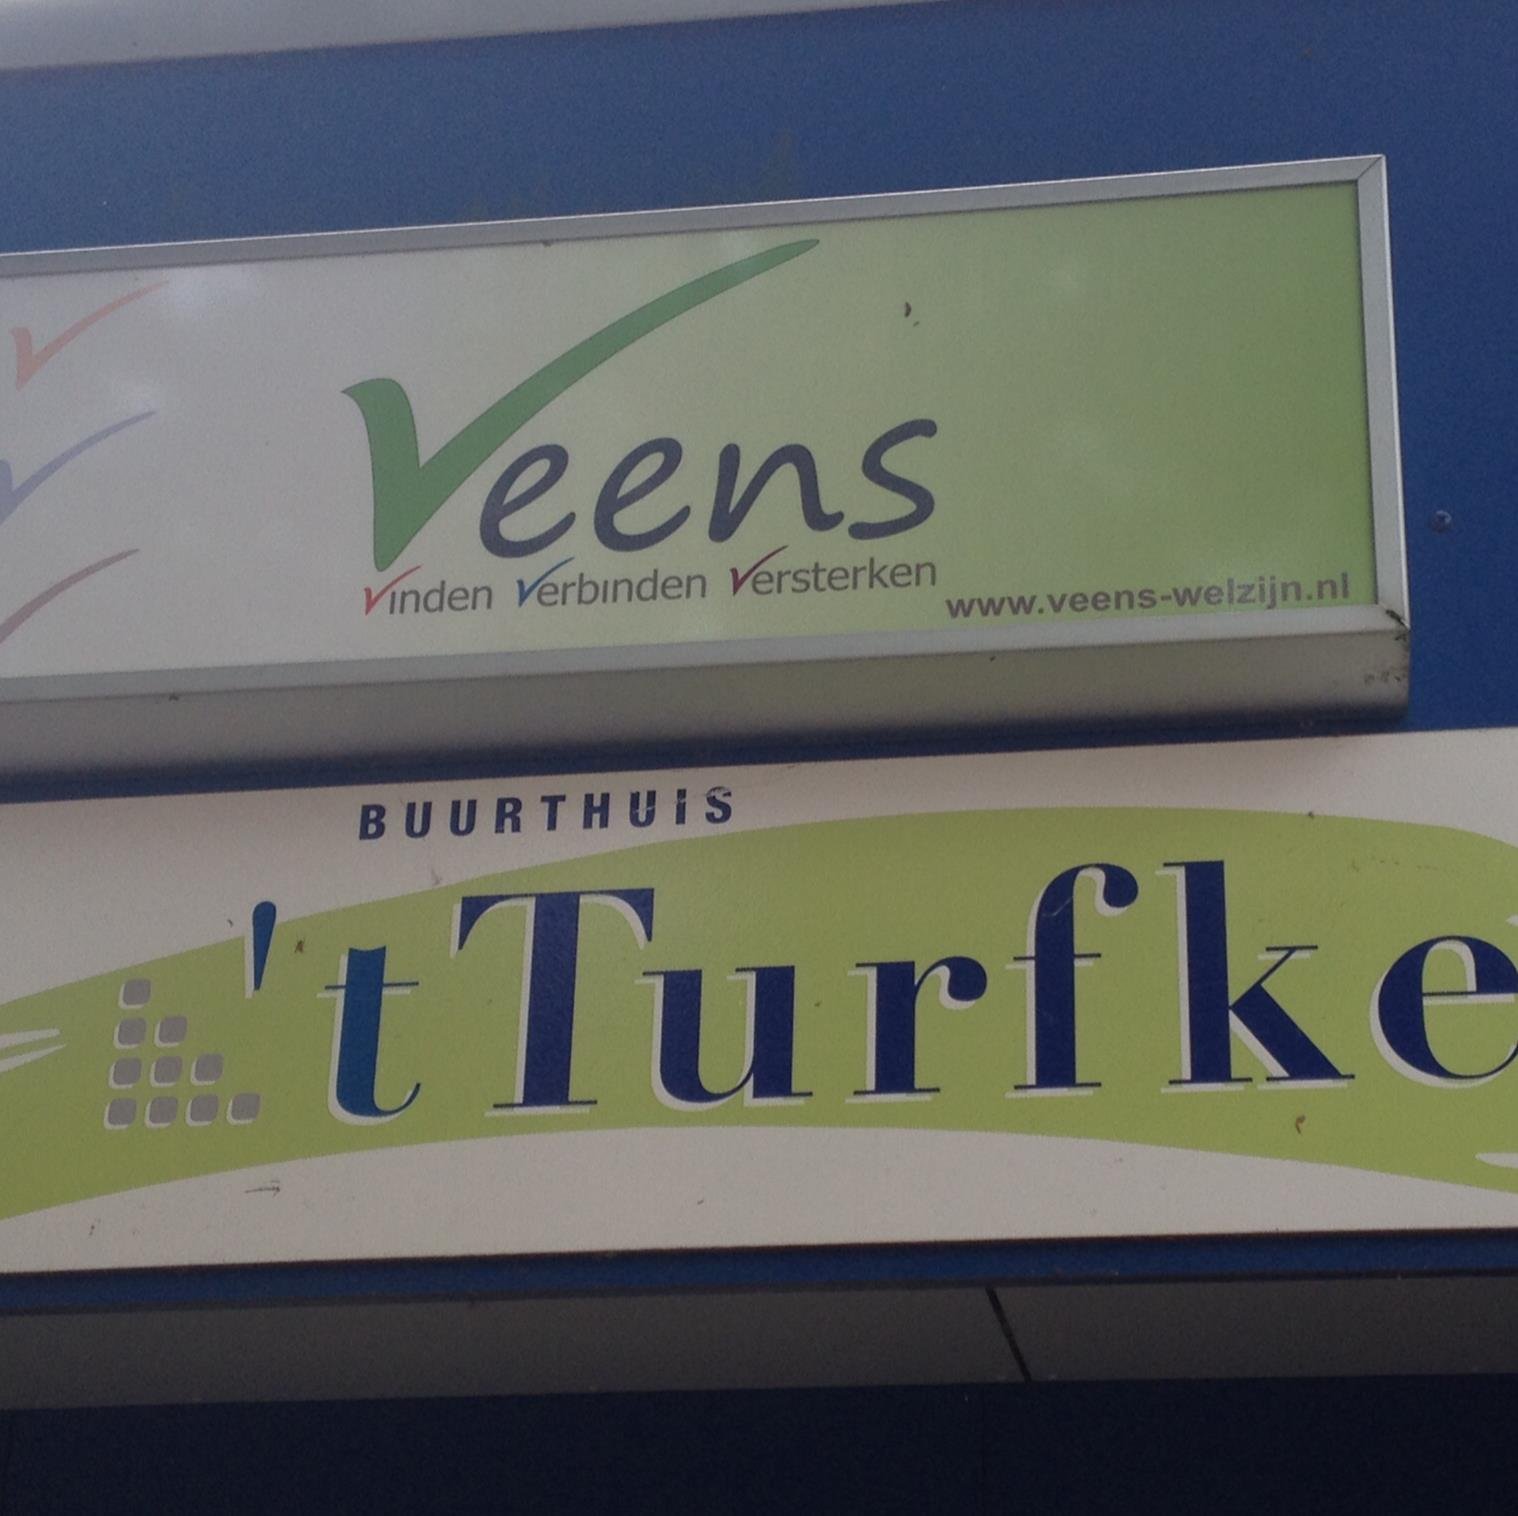 Veens
Vinden Verbinden Versterken
www.veens-welzijn.nl
BUURTHUIS
't Turfke